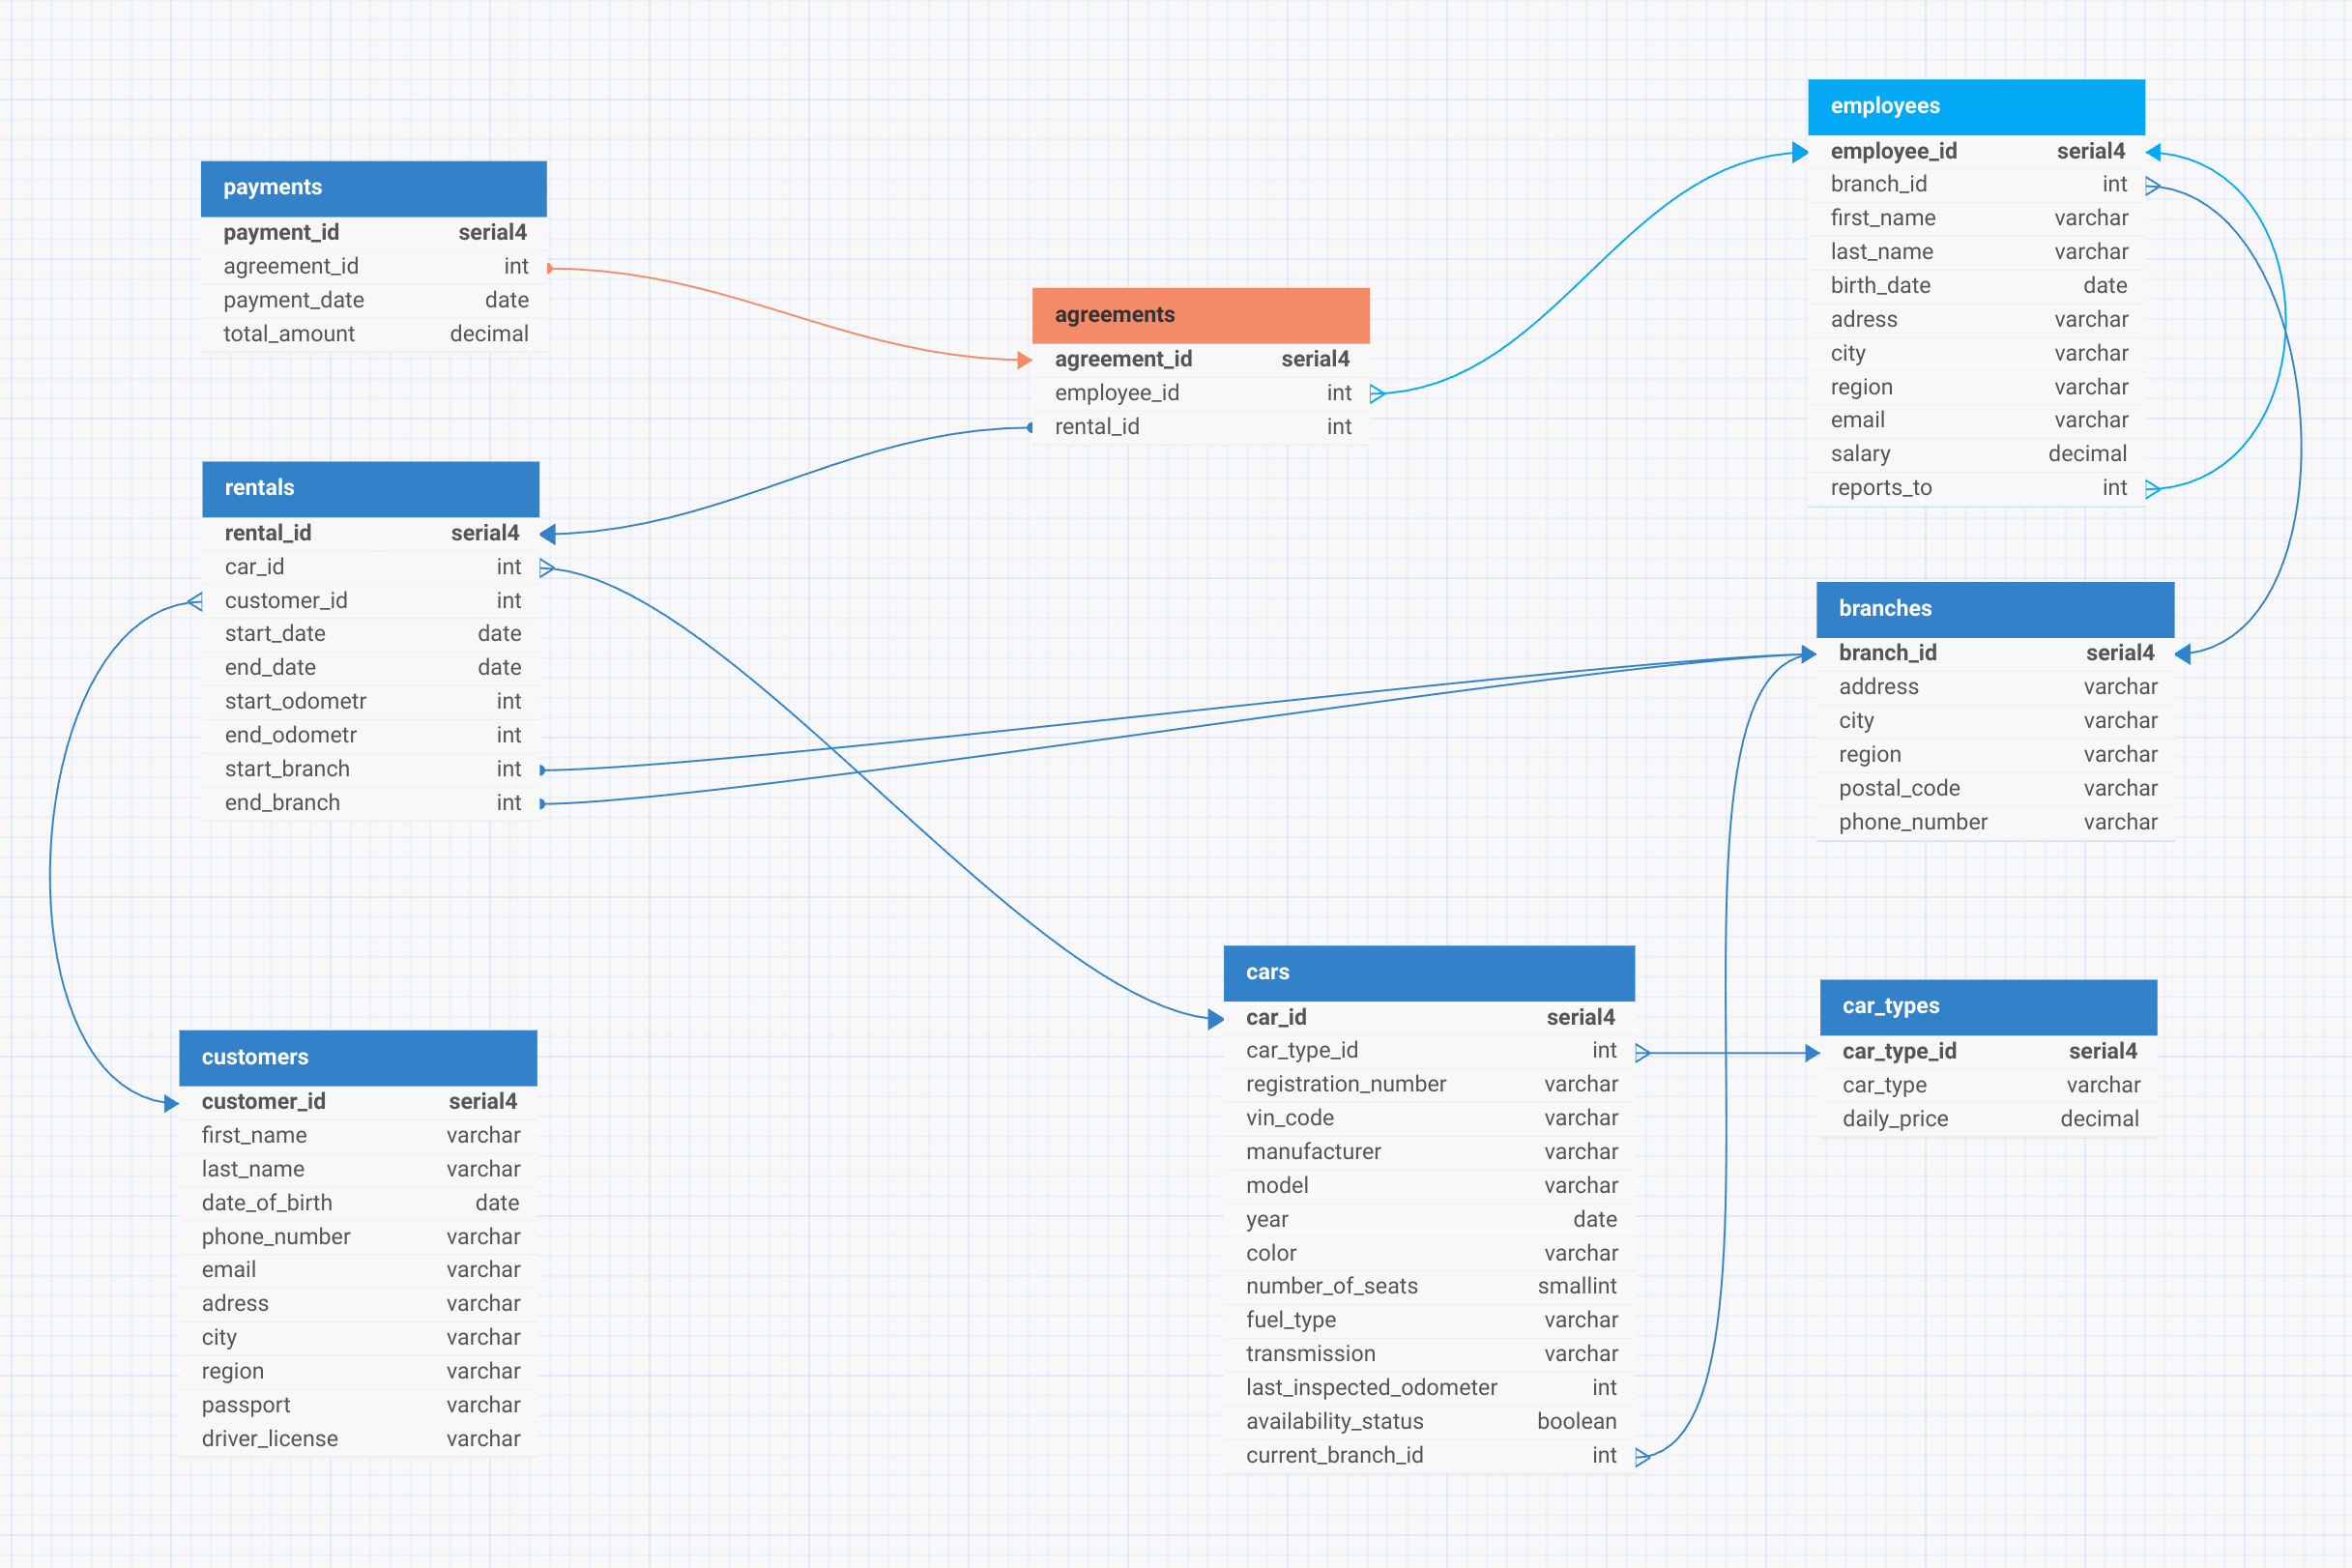 payments
payment_id serial4
agreement_id int
payment_date date
total_amount decimal
rentals
rental_id serial4
car_id int
customer_id int
start_date date
end_date date
start_odometr int
end_odometr int
start_branch int
end_branch int
customers
customer_id serial4
first_name varchar
last_name varchar
date_of_birth date
phone_number varchar
email varchar
adress varchar
city varchar
region varchar
passport varchar
driver_license varchar
agreements
agreement_id serial4
employee_id int
rental_id int
cars
car_id serial4
car_type_id int
registration_number varchar
vin_code varchar
manufacturer varchar
model varchar
year date
color varchar
number_of_seats smallint
fuel_type varchar
transmission varchar
last_inspected_odometer int
availability_status boolean
current_branch_id int
employees
employee_id serial4
branch_id int
first_name varchar
last_name varchar
birth_date date
adress varchar
city varchar
region varchar
email varchar
salary decimal
reports_to int
branches
branch_id serial4
address varchar
city varchar
region varchar
postal_code varchar
phone_number varchar
car_types
car_type_id serial4
car_type varchar
daily_price decimal